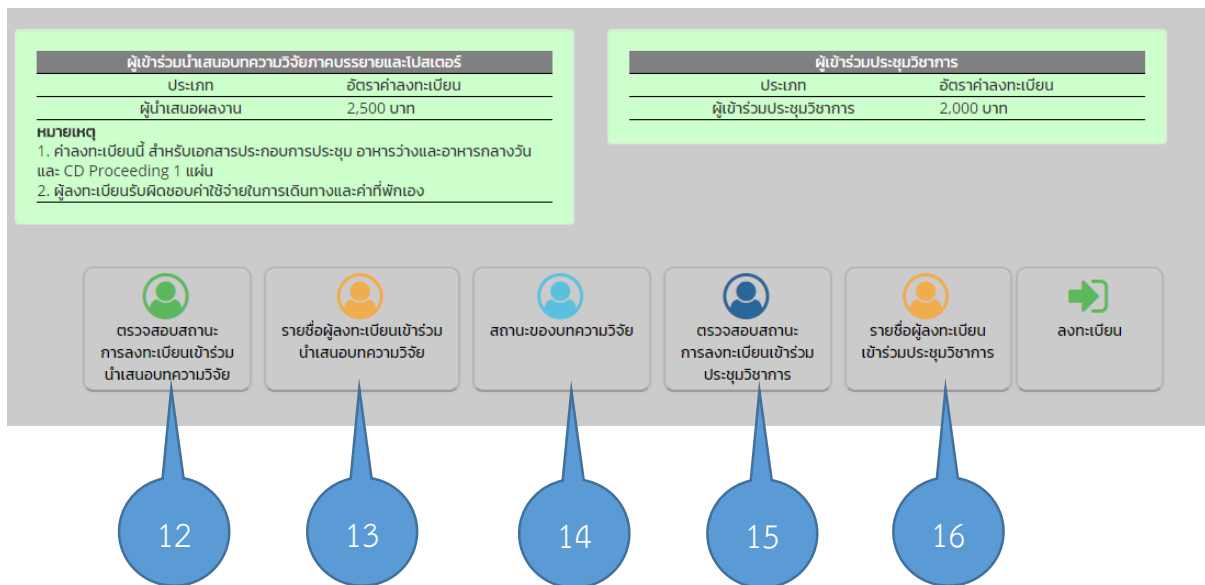 ผู้เข้าร่วมนำเสนอบทความวิจัยภาคบรรยายและโปสเตอร์
ประเภท อัตราค่าลงทะเบียน
ผู้นำเสนอผลงาน 2,500 บาท
หมายเหตุ
1. ค่าลงทะเบียนนี้ สำหรับเอกสารประกอบการประชุม อาหารว่างและอาหารกลางวัน
และ CD Proceeding 1 แผ่น
2. ผู้ลงทะเบียนรับผิดชอบค่าใช้จ่ายในการเดินทางและค่าที่พักเอง
ผู้เข้าร่วมประชุมวิชาการ
ประเภท อัตราค่าลงทะเบียน
ผู้เข้าร่วมประชุมวิชาการ 2,000 บาท
ตรวจสอบสถานะ
การลงทะเบียนเข้าร่วม
นำเสนอบทความวิจัย
รายชื่อผู้ลงทะเบียนเข้าร่วม
นำเสนอบทความวิจัย
สถานะของบทความวิจัย
ตรวจสอบสถานะ
การลงทะเบียนเข้าร่วม
ประชุมวิชาการ
รายชื่อผู้ลงทะเบียน
เข้าร่วมประชุมวิชาการ
ลงทะเบียน
12
13
14
15
16